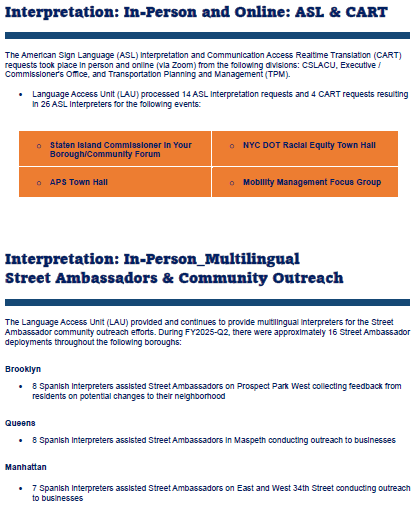 Interpretation: In-Person and Online: ASL & CART
The American Sign Language (ASL) Interpretation and Communication Access Realtime Translation (CART)
requests took place in person and online (via Zoom) from the following divisions: CSLACU, Executive /
Commissioner's Office, and Transportation Planning and Management (TPM).
• Language Access Unit (LAU) processed 14 ASL Interpretation requests and 4 CART requests resulting
in 26 ASL Interpreters for the following events:
o Staten Island Commissioner in Your
Borough/Community Forum
o NYC DOT Racial Equity Town Hall
o APS Town Hall
o Mobility Management Focus Group
Interpretation: In-Person_Multilingual
Street Ambassadors & Community Outreach
The Language Access Unit (LAU) provided and continues to provide multilingual interpreters for the Street
Ambassador community outreach efforts. During FY2025-Q2, there were approximately 16 Street Ambassador
deployments throughout the following boroughs:
Brooklyn
• 8 Spanish Interpreters assisted Street Ambassadors on Prospect Park West collecting feedback from
residents on potential changes to their neighborhood
Queens
• 8 Spanish Interpreters assisted Street Ambassadors in Maspeth conducting outreach to businesses
Manhattan
• 7 Spanish Interpreters assisted Street Ambassadors on East and West 34th Street conducting outreach
to businesses